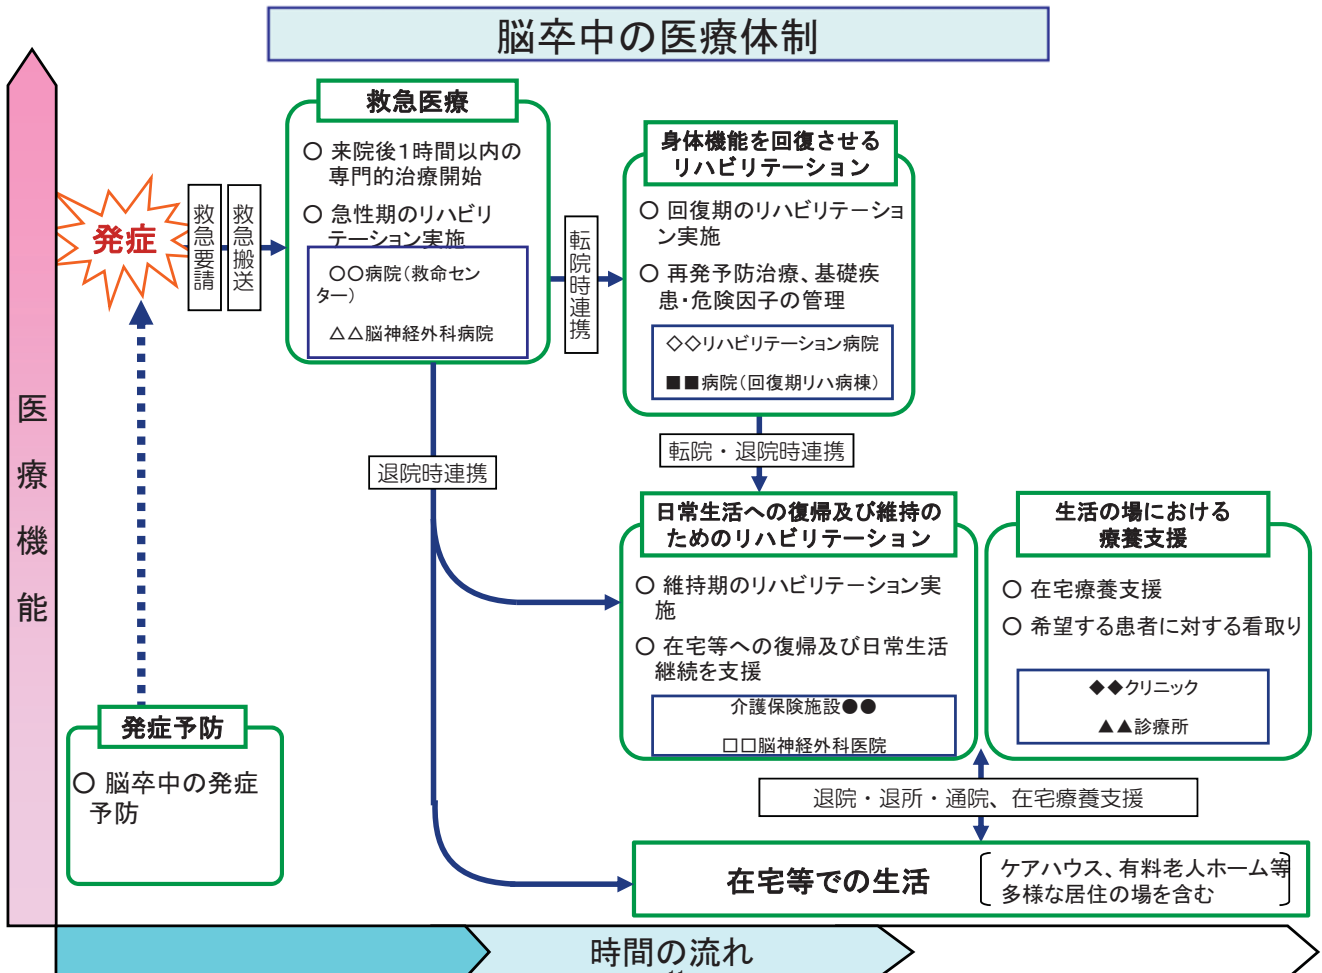 脳卒中の医療体制
医療機能
救急医療
○ 来院後1時間以内の
専門的治療開始
○ 急性期のリハビリ
テーション実施
○○病院(救命セン
ター)
△△脳神経外科病院
発症
救急要請
救急搬送
転院時連携
身体機能を回復させる
リハビリテーション
○ 回復期のリハビリテーショ
ン実施
○ 再発予防治療、基礎疾
患・危険因子の管理
◇◇リハビリテーション病院
■■病院(回復期リハ病棟)
退院時連携
転院・退院時連携
日常生活への復帰及び維持の
ためのリハビリテーション
○ 維持期のリハビリテーション実
施
○ 在宅等への復帰及び日常生活
継続を支援
介護保険施設●●
□□脳神経外科医院
生活の場における
療養支援
○ 在宅療養支援
○ 希望する患者に対する看取り
◆◆クリニック
▲▲診療所
発症予防
○ 脳卒中の発症
予防
退院・退所・通院、在宅療養支援
在宅等での生活
ケアハウス、有料老人ホーム等
多様な居住の場を含む
時間の流れ